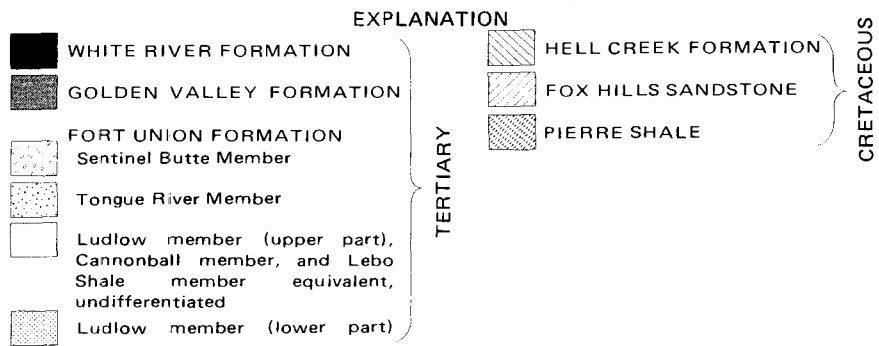 EXPLANATION
WHITE RIVER FORMATION
GOLDEN VALLEY FORMATION
FORT UNION FORMATION
Sentinel Butte Member
Tongue River Member
Ludlow member (upper part),
Cannonball member, and Lebo
Shale member equivalent,
undifferentiated
Ludlow member (lower part)
TERTIARY
HELL CREEK FORMATION
FOX HILLS SANDSTONE
PIERRE SHALE
CRETACEOUS